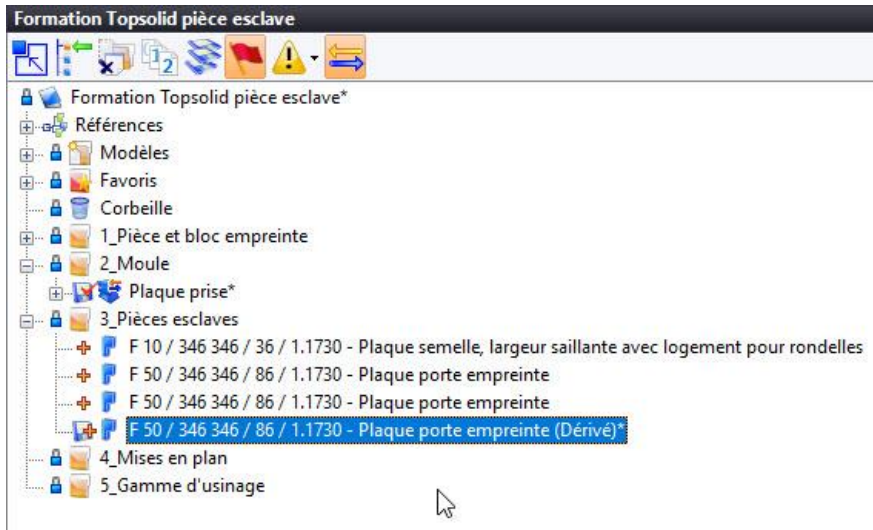 Formation Topsolid pièce esclave
Formation Topsolid pièce esclave*
Références
Modèles
Favoris
Corbeille
1_Pièce et bloc empreinte
2_Moule
Plaque prise*
3_Pièces esclaves
F 10 / 346 346 / 36 / 1.1730 - Plaque semelle, largeur saillante avec logement pour rondelles
F 50 / 346 346 / 86 / 1.1730 - Plaque porte empreinte
F 50 / 346 346 / 86 / 1.1730 - Plaque porte empreinte
F 50 / 346 346 / 86 / 1.1730 - Plaque porte empreinte (Dérivé)*
4_Mises en plan
5_Gamme d'usinage